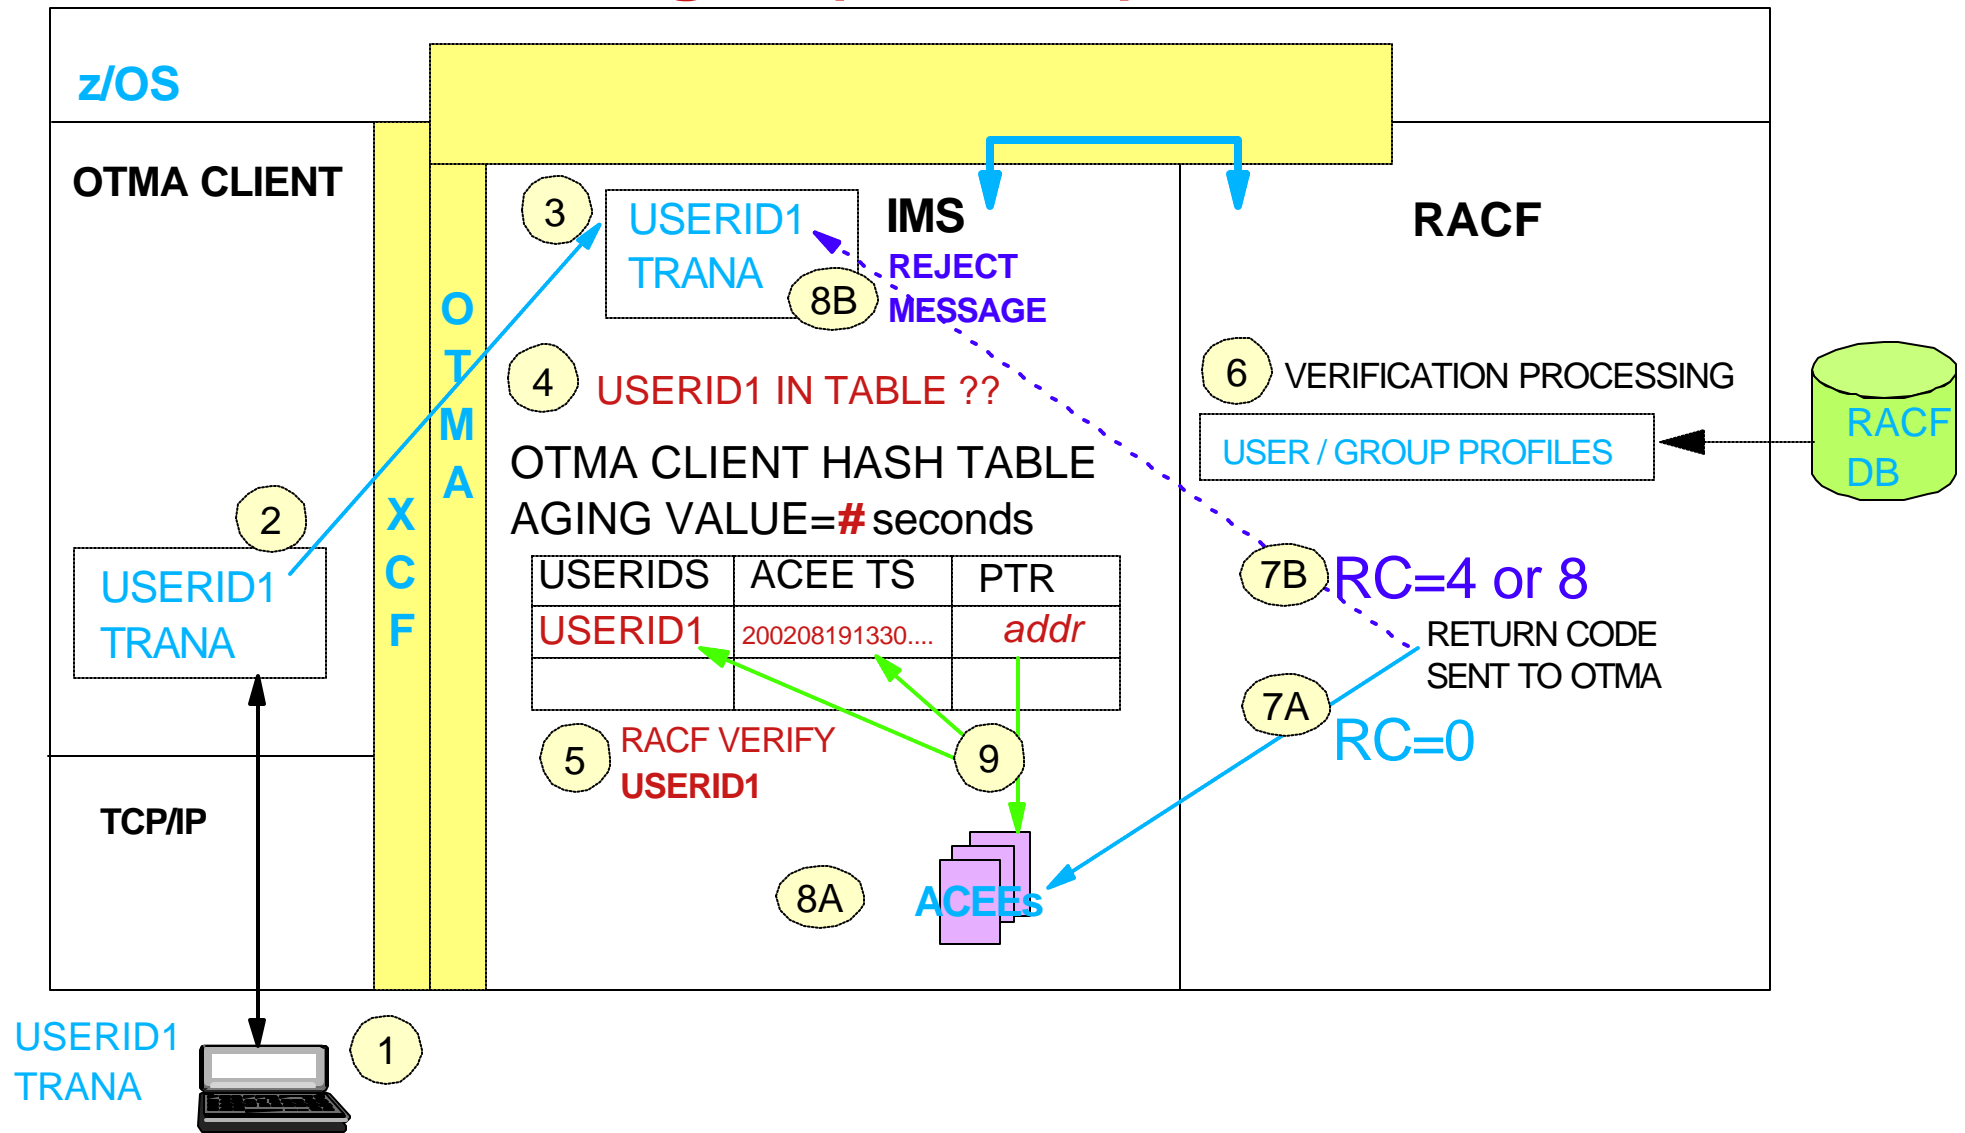 z/OS
OTMA CLIENT
3
USERID1
TRANA
IMS
REJECT
MESSAGE
8B
RACF
O
T
M
A
X
C
F
4
USERID1 IN TABLE ??
6
VERIFICATION PROCESSING
USER / GROUP PROFILES
RACF
DB
OTMA CLIENT HASH TABLE
AGING VALUE=# seconds
2
USERID1
TRANA
USERIDS ACEE TS PTR
USERID1 200208191330.... addr
7B
RC=4 or 8
RETURN CODE
SENT TO OTMA
7A
RC=0
5
RACF VERIFY
USERID1
9
TCP/IP
8A
ACEEs
USERID1
TRANA
1